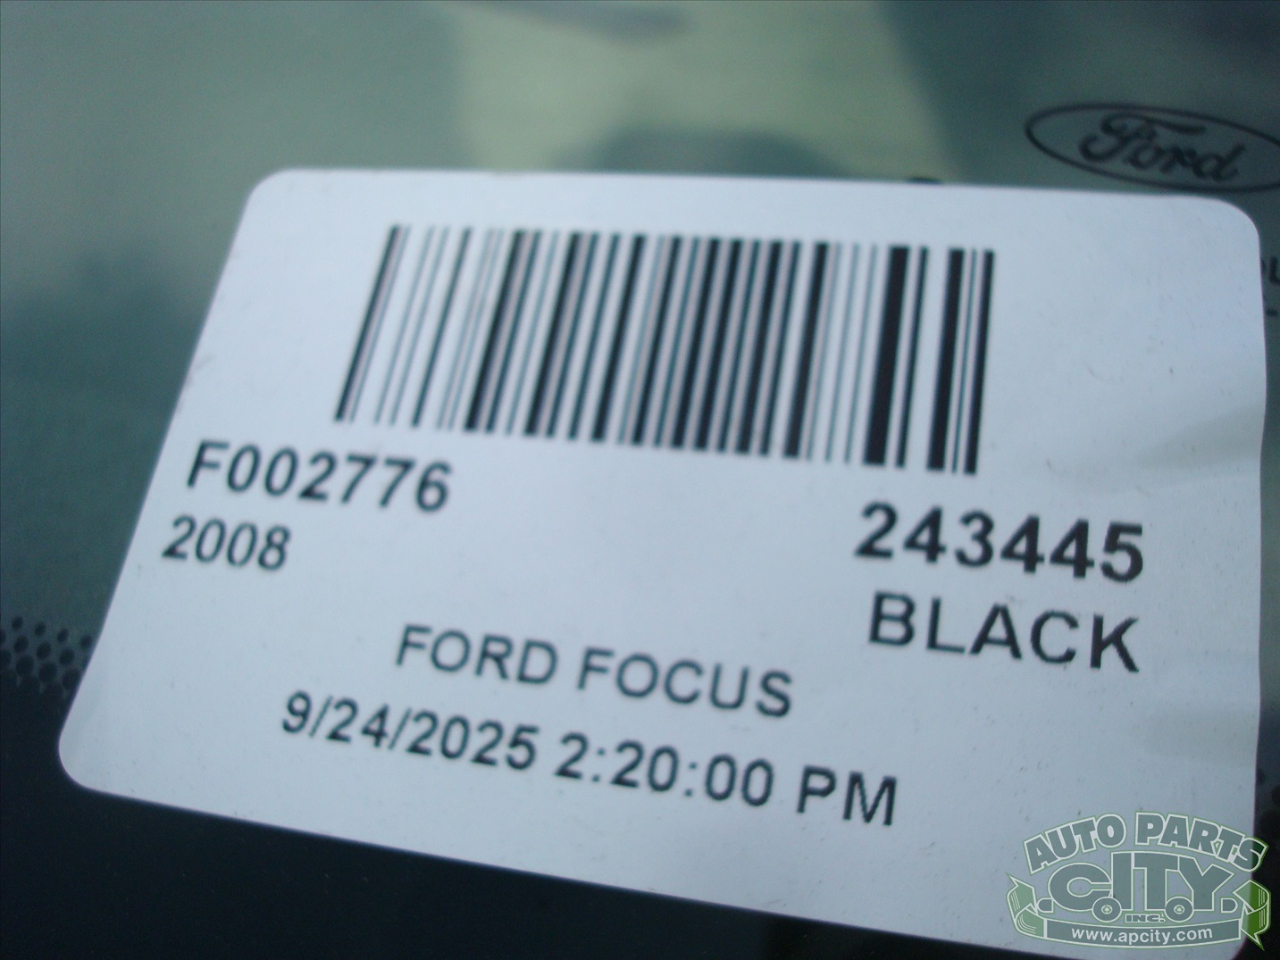 Ford
F002776
243445
2008
BLACK
FORD FOCUS
9/24/2025 2:20:00 PM
AUTO PARTS
CITY
INC.
www.apcity.com